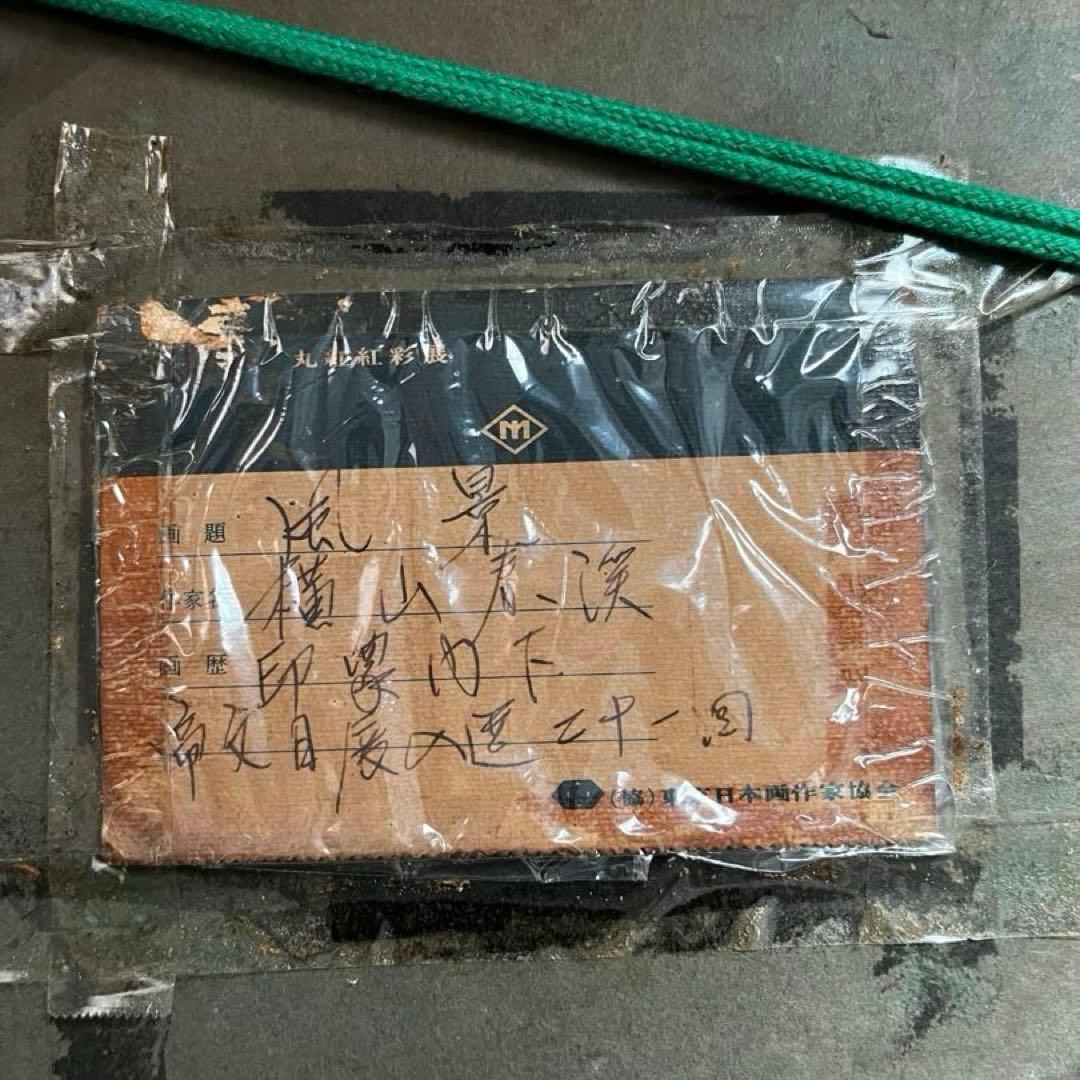 丸紅紅彩展
画題 風景
作家名 横山春渓
画歴 印象門下
帝文日展入選二十一回
(協)東京日本画作家協会